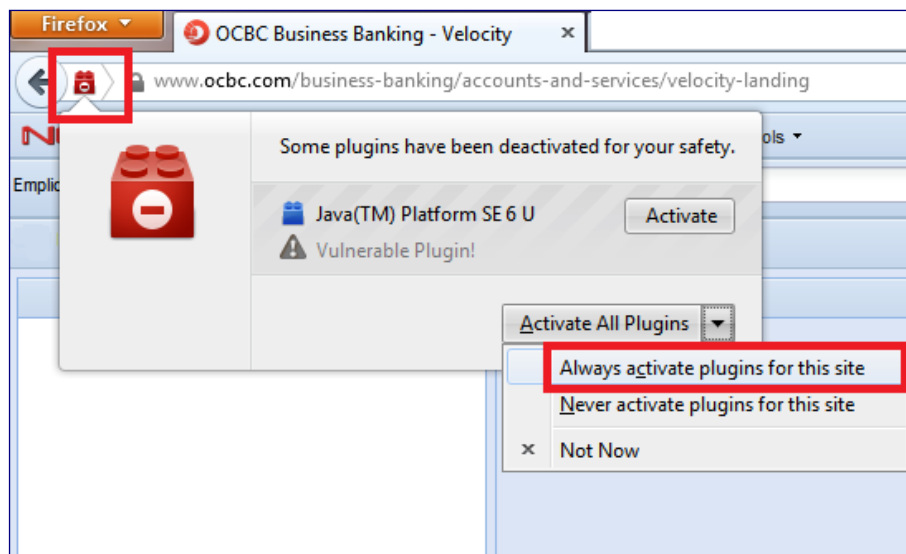 Firefox
OCBC Business Banking - Velocity ×
www.ocbc.com/business-banking/accounts-and-services/velocity-landing
Some plugins have been deactivated for your safety.
Java(TM) Platform SE 6 U Activate
Vulnerable Plugin!
Activate All Plugins
Always activate plugins for this site
Never activate plugins for this site
× Not Now